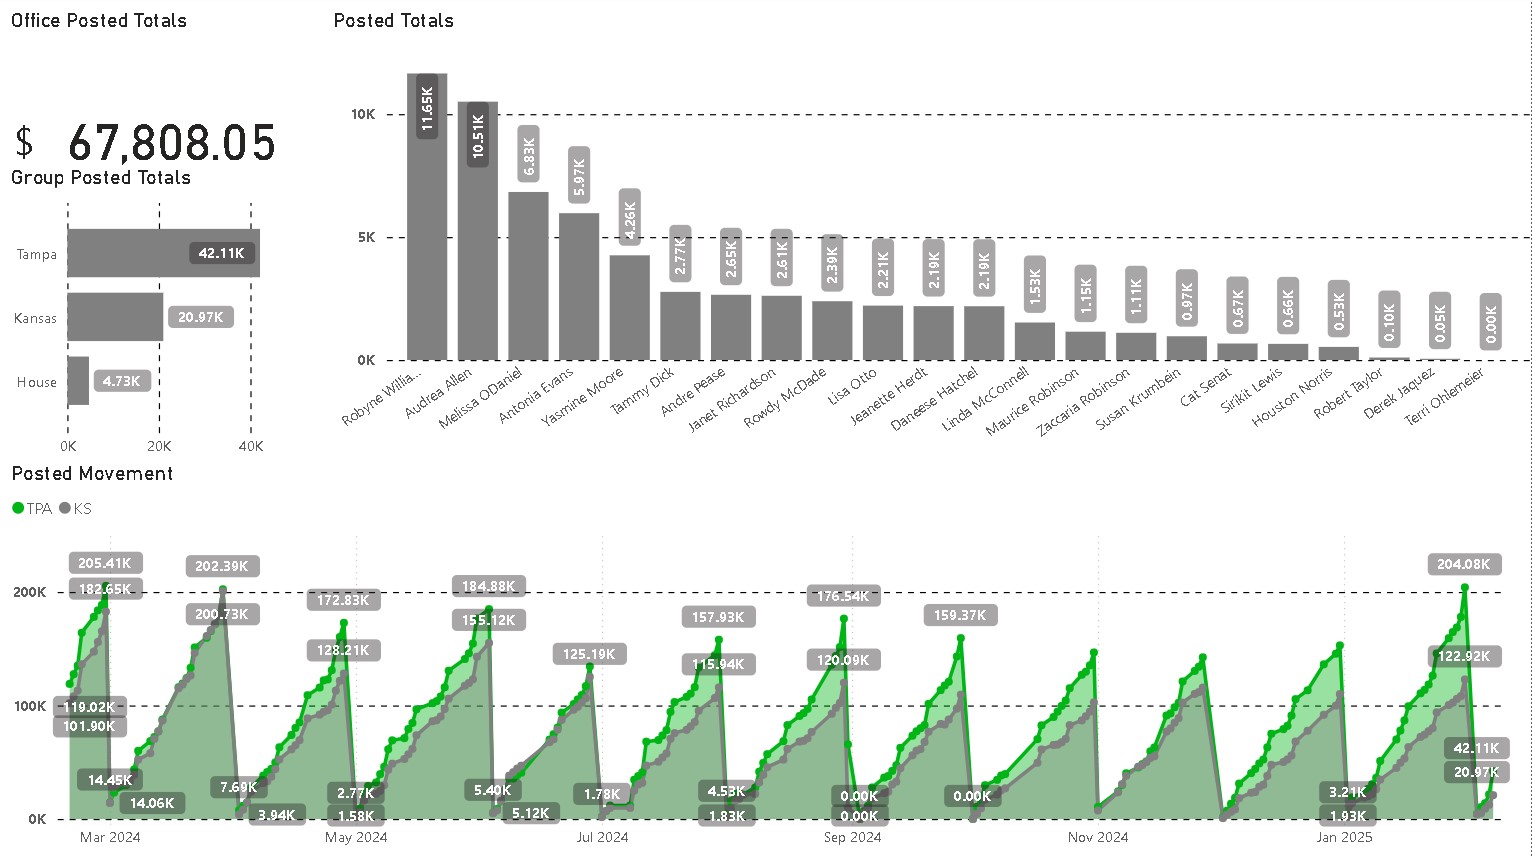 Office Posted Totals
$ 67,808.05
Group Posted Totals
Tampa
42.11K
Kansas
20.97K
House
4.73K
0K 20K 40K
Posted Totals
10K
5K
0K
11.65K
10.51K
6.83K
5.97K
4.26K
2.77K
2.65K
2.61K
2.39K
2.21K
2.19K
2.19K
1.53K
1.15K
1.11K
0.97K
0.67K
0.66K
0.53K
0.10K
0.05K
0.00K
Robyne Willia...
Audrea Allen
Melissa ODaniel
Antonia Evans
Yasmine Moore
Tammy Dick
Andre Pease
Janet Richardson
Rowdy McDade
Lisa Otto
Jeanette Herdt
Daneese Hatchel
Linda McConnell
Maurice Robinson
Zaccaria Robinson
Susan Krumbein
Cat Senat
Sirikit Lewis
Houston Norris
Robert Taylor
Derek Jaquez
Terri Ohlemeier
Posted Movement
TPA KS
200K
100K
0K
205.41K
182.65K
119.02K
101.90K
14.45K
14.06K
202.39K
200.73K
7.69K
3.94K
172.83K
128.21K
2.77K
1.58K
184.88K
155.12K
5.40K
5.12K
125.19K
1.78K
157.93K
115.94K
4.53K
1.83K
176.54K
120.09K
0.00K
0.00K
159.37K
0.00K
3.21K
1.93K
204.08K
122.92K
42.11K
20.97K
Mar 2024 May 2024 Jul 2024 Sep 2024 Nov 2024 Jan 2025